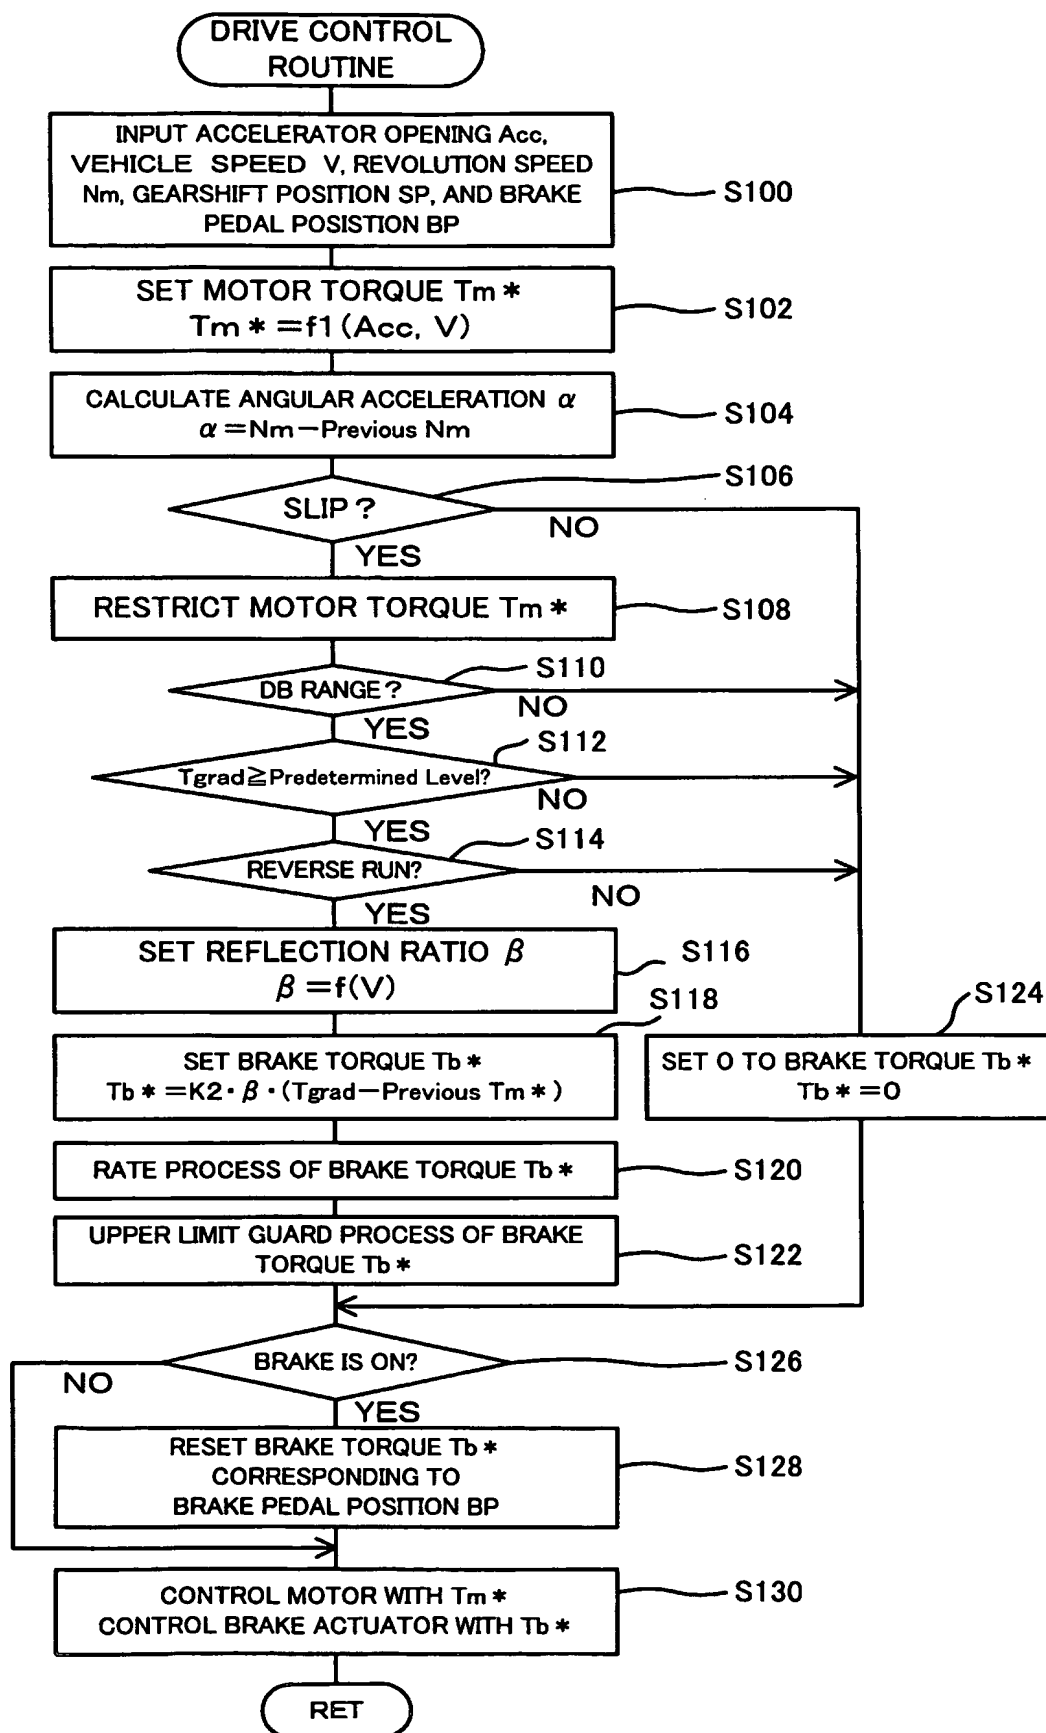 DRIVE CONTROL
ROUTINE
INPUT ACCELERATOR OPENING Acc,
VEHICLE SPEED V, REVOLUTION SPEED
Nm, GEARSHIFT POSITION SP, AND BRAKE
PEDAL POSISTION BP
S100
SET MOTOR TORQUE Tm*
Tm*=f1(Acc, V)
S102
CALCULATE ANGULAR ACCELERATION α
α=Nm-Previous Nm
S104
S106
SLIP?
NO
YES
RESTRICT MOTOR TORQUE Tm*
S108
S110
DB RANGE?
NO
YES
S112
Tgrad≧Predetermined Level?
NO
YES
S114
REVERSE RUN?
NO
YES
SET REFLECTION RATIO β
β=f(V)
S116
S118
SET BRAKE TORQUE Tb*
Tb*=K2・β・(Tgrad-Previous Tm*)
S124
SET 0 TO BRAKE TORQUE Tb*
Tb*=0
RATE PROCESS OF BRAKE TORQUE Tb*
S120
UPPER LIMIT GUARD PROCESS OF BRAKE
TORQUE Tb*
S122
BRAKE IS ON?
S126
NO
YES
RESET BRAKE TORQUE Tb*
CORRESPONDING TO
BRAKE PEDAL POSITION BP
S128
CONTROL MOTOR WITH Tm*
CONTROL BRAKE ACTUATOR WITH Tb*
S130
RET